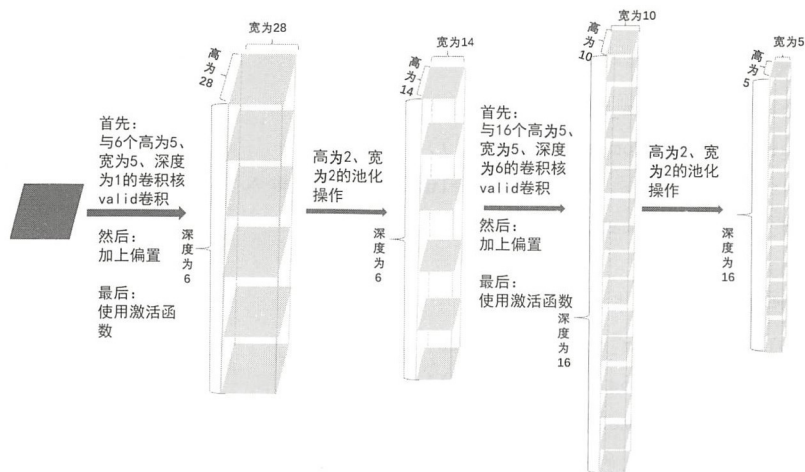 宽为28
高
为
28
首先：
与6个高为5、
宽为5、深度
为1的卷积核
valid卷积
然后：
加上偏置
最后：
使用激活函
数
深
度
为
6
高为2、宽
为2的池化
操作
宽为14
高
为
14
深
度
为
6
首先：
与16个高为5、
宽为5、深度
为6的卷积核
valid卷积
然后：
加上偏置
最后：
使用激活函数
宽为10
高
为
10
深
度
为
16
高为2、宽
为2的池化
操作
宽为5
高
为
5
深
度
为
16